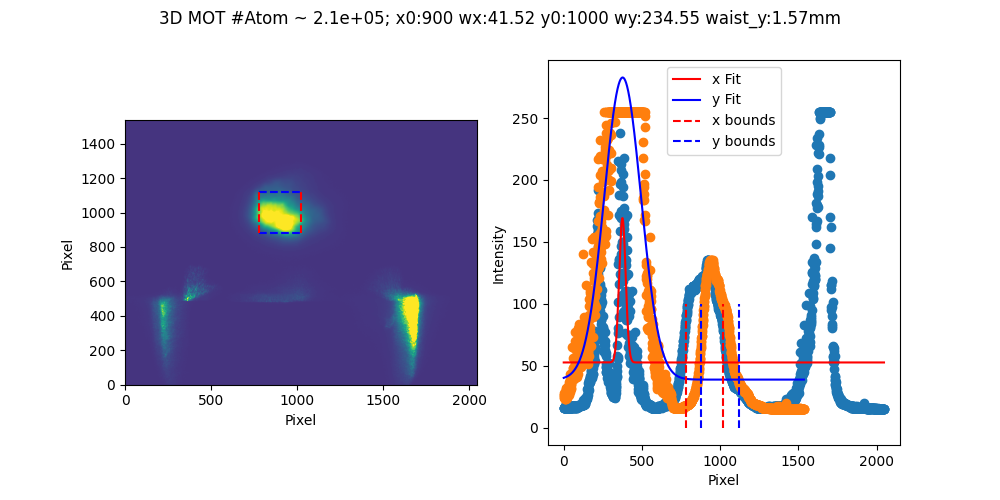 3D MOT #Atom ~ 2.1e+05; x0:900 wx:41.52 y0:1000 wy:234.55 waist_y:1.57mm
1400
1200
1000
800
600
400
200
0
Pixel
0 500 1000 1500 2000
Pixel
x Fit
y Fit
x bounds
y bounds
250
200
150
100
50
0
Intensity
0 500 1000 1500 2000
Pixel